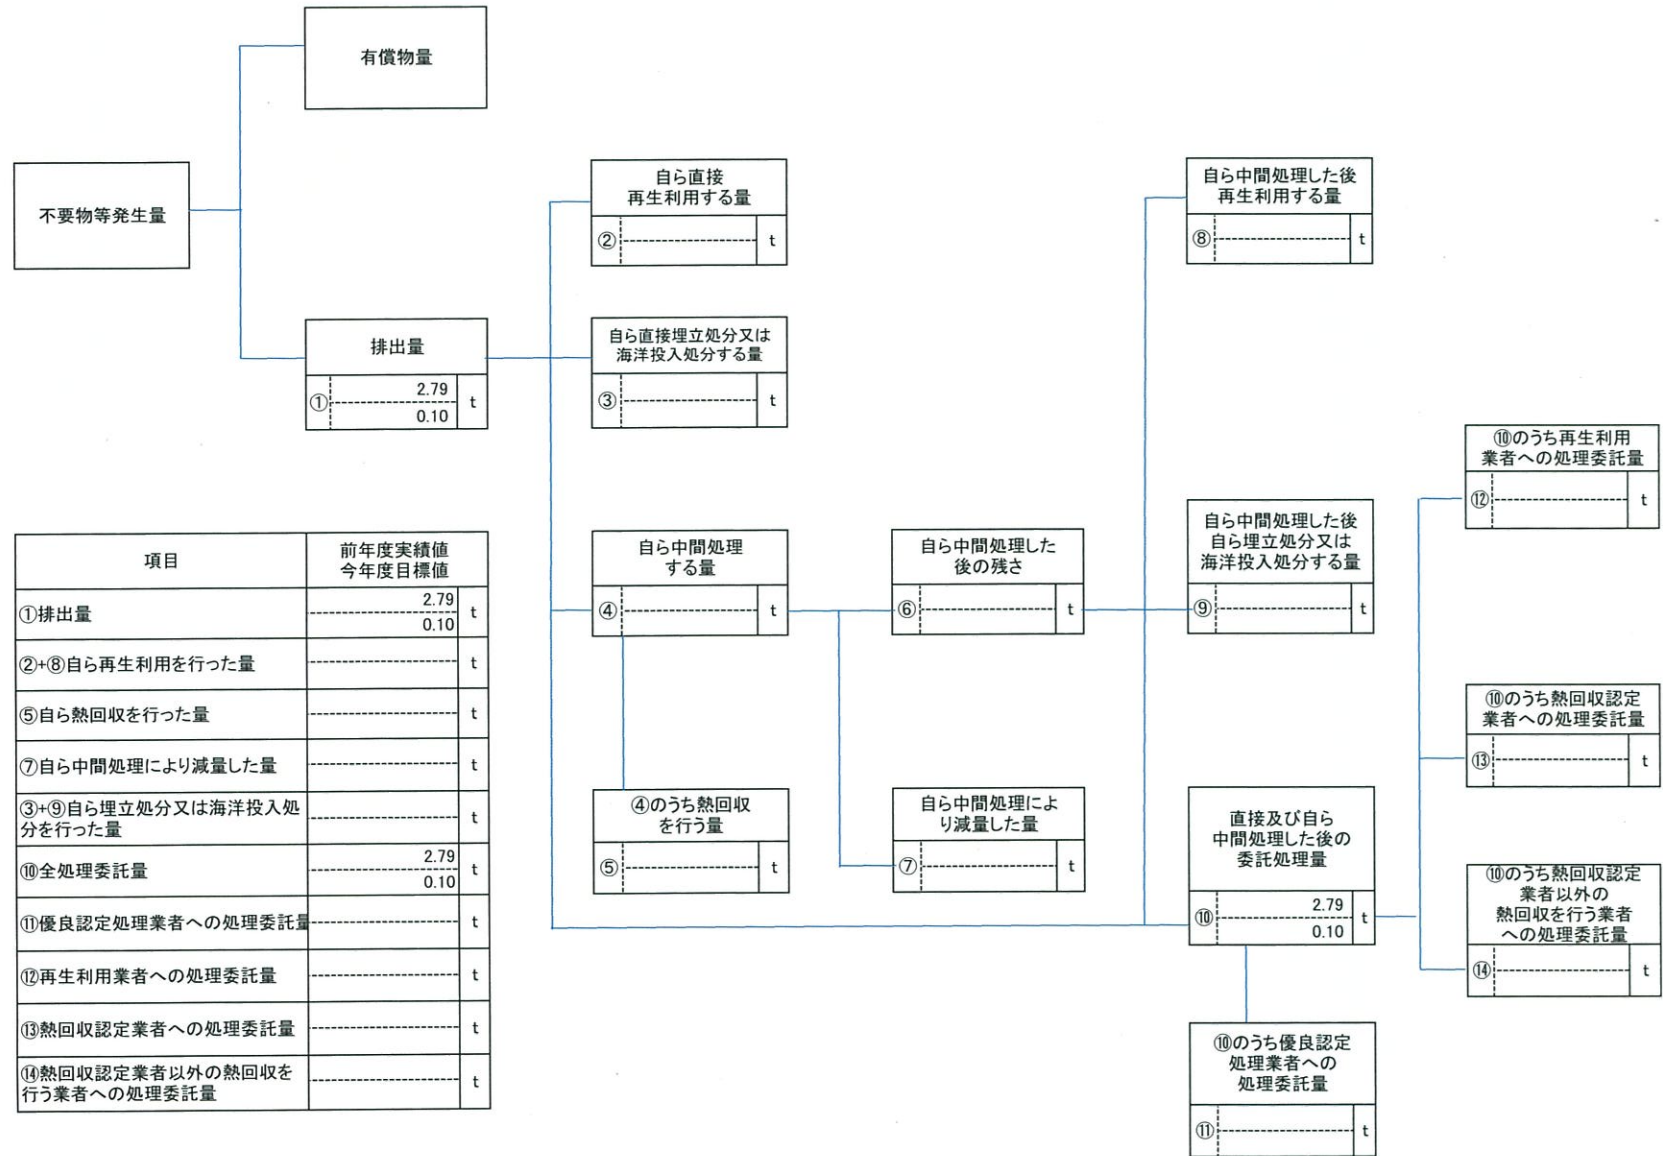 有償物量
不要物等発生量
排出量
①
2.79
0.10
t
自ら直接
再生利用する量
②
t
自ら直接埋立処分又は
海洋投入処分する量
③
t
自ら中間処理
する量
④
t
④のうち熱回収
を行う量
⑤
t
自ら中間処理した
後の残さ
⑥
t
自ら中間処理によ
り減量した量
⑦
t
自ら中間処理した後
再生利用する量
⑧
t
自ら中間処理した後
自ら埋立処分又は
海洋投入処分する量
⑨
t
直接及び自ら
中間処理した後の
委託処理量
⑩
2.79
0.10
t
⑩のうち優良認定
処理業者への
処理委託量
⑪
t
⑩のうち再生利用
業者への処理委託量
⑫
t
⑩のうち熱回収認定
業者への処理委託量
⑬
t
⑩のうち熱回収認定
業者以外の
熱回収を行う業者
への処理委託量
⑭
t
項目
前年度実績値
今年度目標値
①排出量
2.79
0.10
t
②+⑧自ら再生利用を行った量
t
⑤自ら熱回収を行った量
t
⑦自ら中間処理により減量した量
t
③+⑨自ら埋立処分又は海洋投入処
分を行った量
t
⑩全処理委託量
2.79
0.10
t
⑪優良認定処理業者への処理委託量
t
⑫再生利用業者への処理委託量
t
⑬熱回収認定業者への処理委託量
t
⑭熱回収認定業者以外の熱回収を
行う業者への処理委託量
t